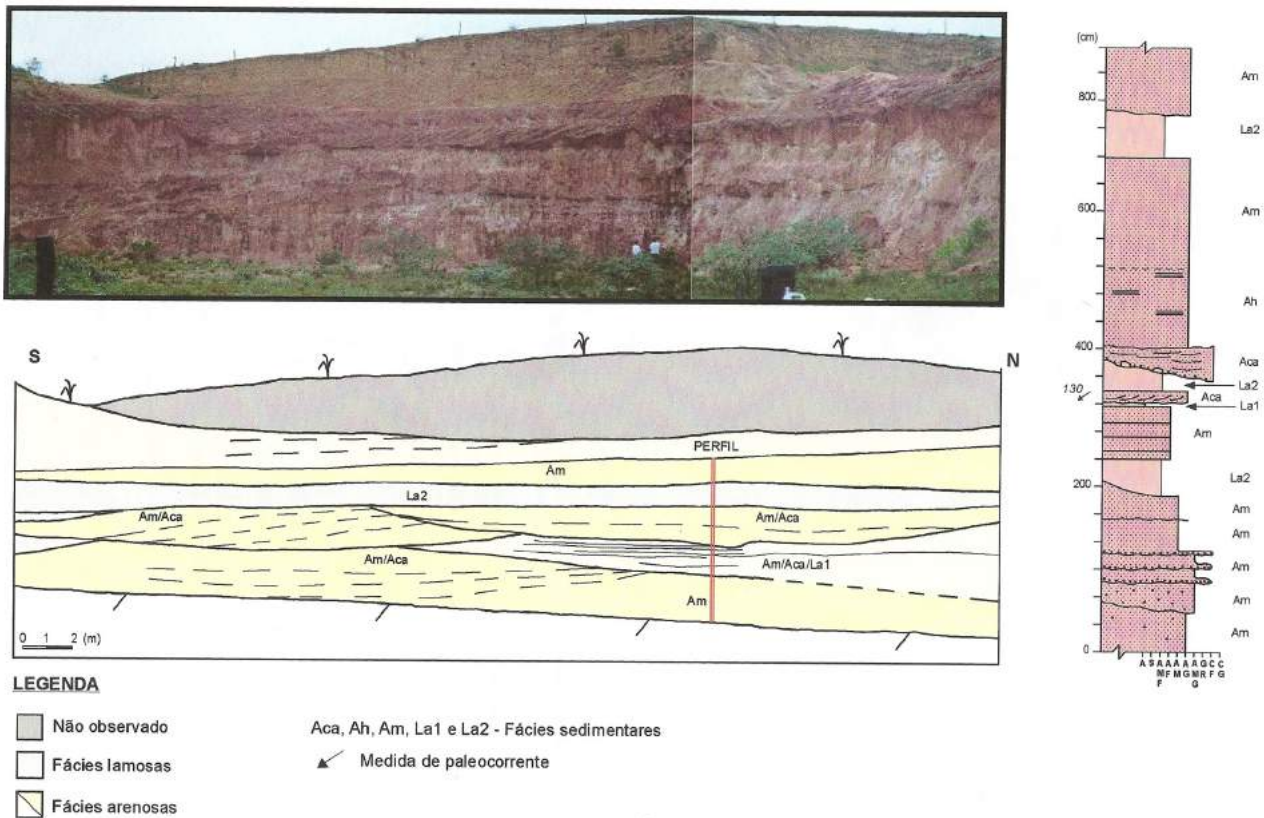 (cm)
Am
800
La2
600
Am
Ah
400
Aca
La2
130
Aca
La1
Am
La2
200
Am
Am
Am
Am
Am
0
A S A A A A A G C C
M F M G M R F G
F G
S
N
PERFIL
Am
La2
Am/Aca
Am/Aca
Am/Aca
Am/Aca/La1
Am
0 1 2 (m)
LEGENDA
Não observado
Fácies lamosas
Fácies arenosas
Aca, Ah, Am, La1 e La2 - Fácies sedimentares
Medida de paleocorrente